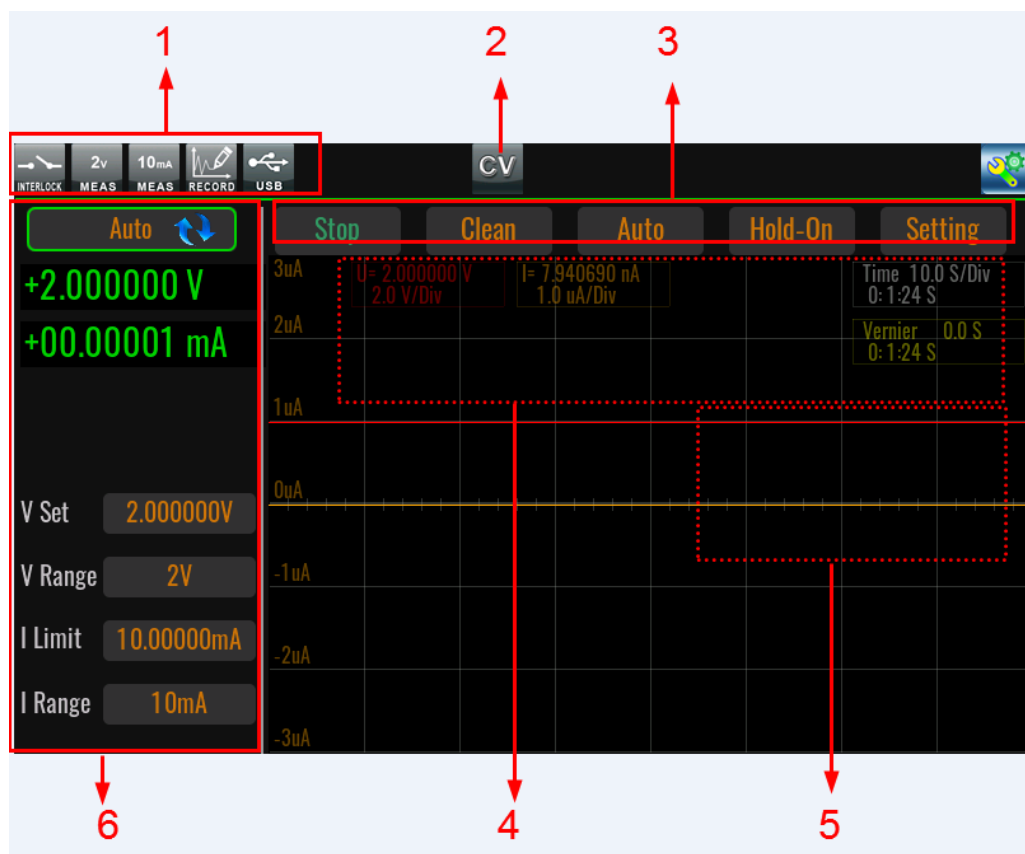 1 2 3
INTERLOCK 2V MEAS 10mA MEAS RECORD USB CV
Auto Stop Clean Auto Hold-On Setting
+2.000000 V
+00.00001 mA
3uA U= 2.000000 V I= 7.940690 nA Time 10.0 S/Div
2.0 V/Div 1.0 uA/Div 0: 1:24 S
2uA Vernier 0.0 S
0: 1:24 S
1uA
0uA
V Set 2.000000V
V Range 2V
-1uA
I Limit 10.00000mA
-2uA
I Range 10mA
-3uA
6 4 5